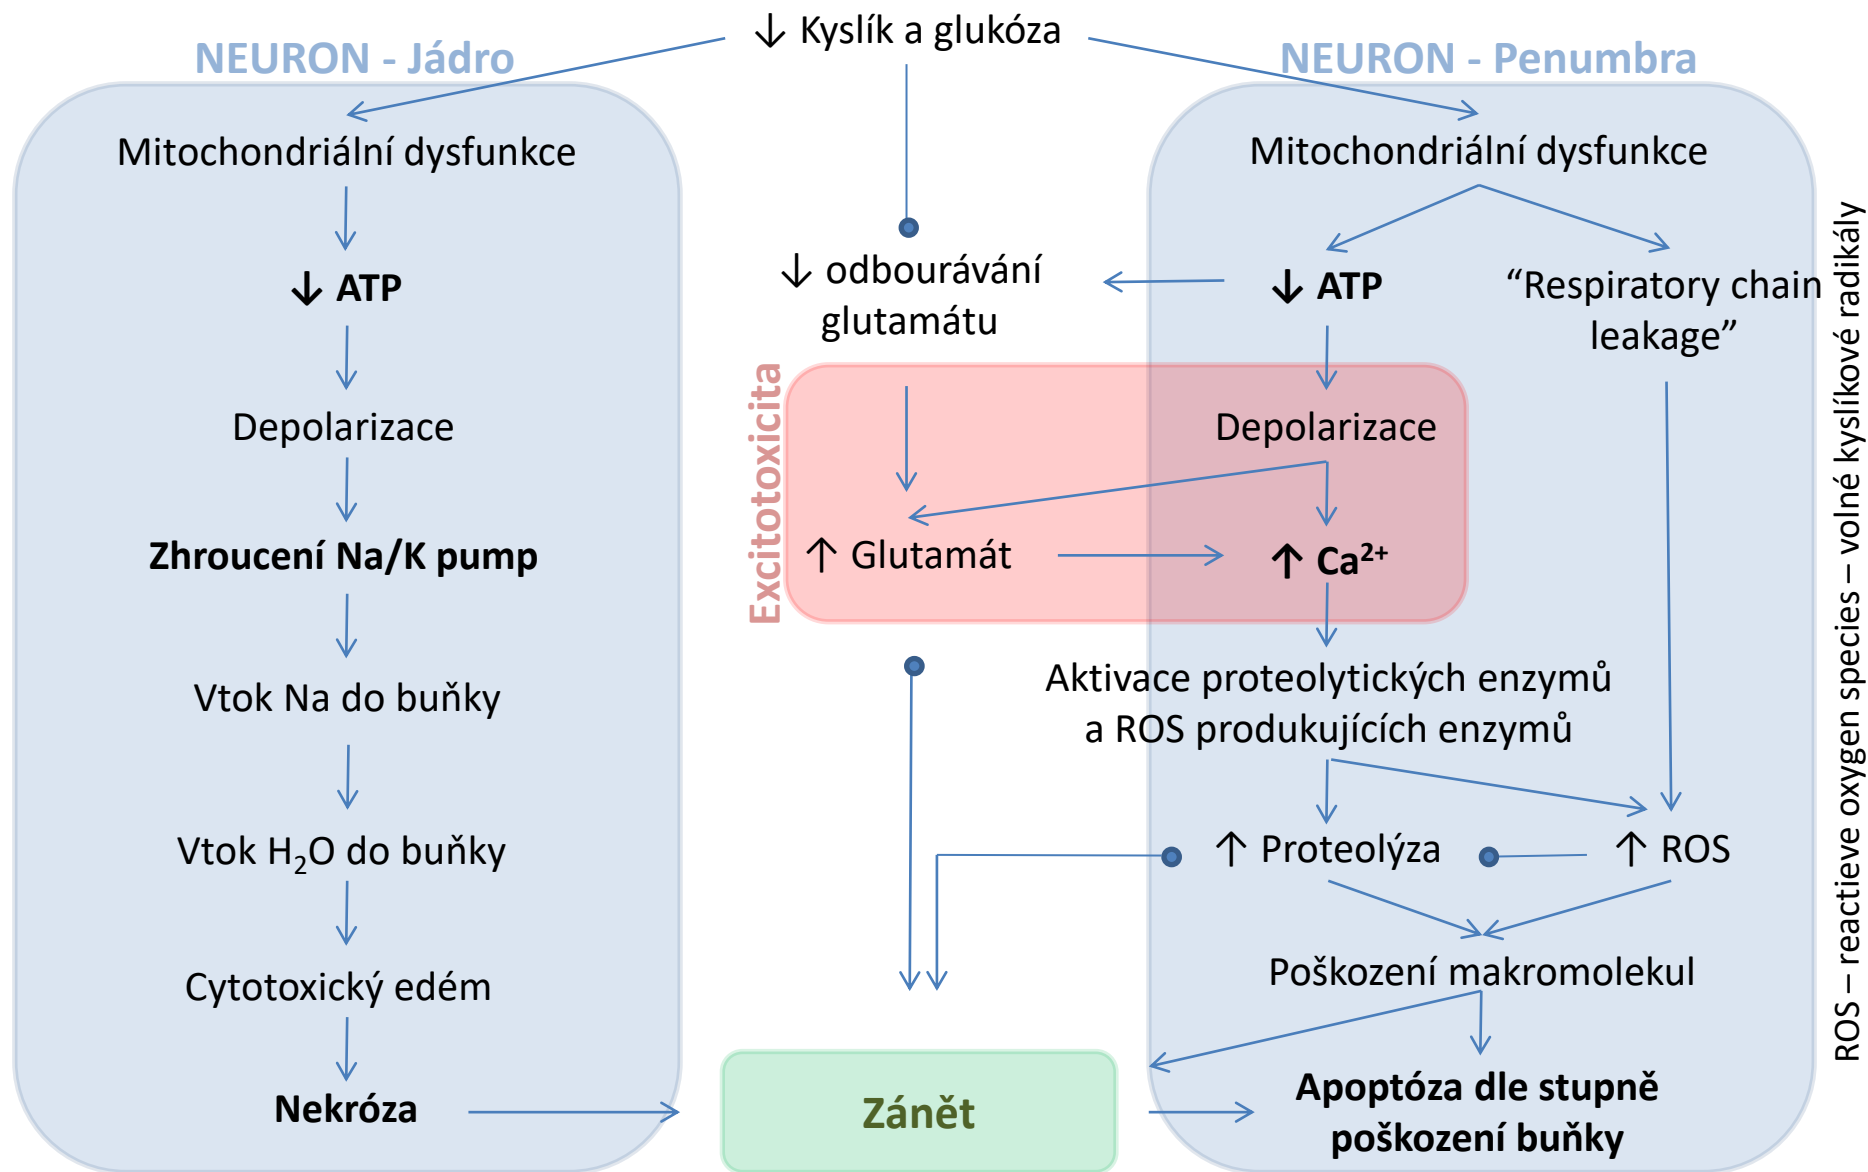 ↓ Kyslík a glukóza
NEURON - Jádro
Mitochondriální dysfunkce
↓ ATP
Depolarizace
Zhroucení Na/K pump
Vtok Na do buňky
Vtok H₂O do buňky
Cytotoxický edém
Nekróza
↓ odbourávání
glutamátu
Excitotoxicita
↑ Glutamát
Zánět
NEURON - Penumbra
Mitochondriální dysfunkce
↓ ATP
“Respiratory chain
leakage”
Depolarizace
↑ Ca²⁺
Aktivace proteolytických enzymů
a ROS produkujících enzymů
↑ Proteolýza
↑ ROS
Poškození makromolekul
Apoptóza dle stupně
poškození buňky
ROS – reactieve oxygen species – volné kyslíkové radikály